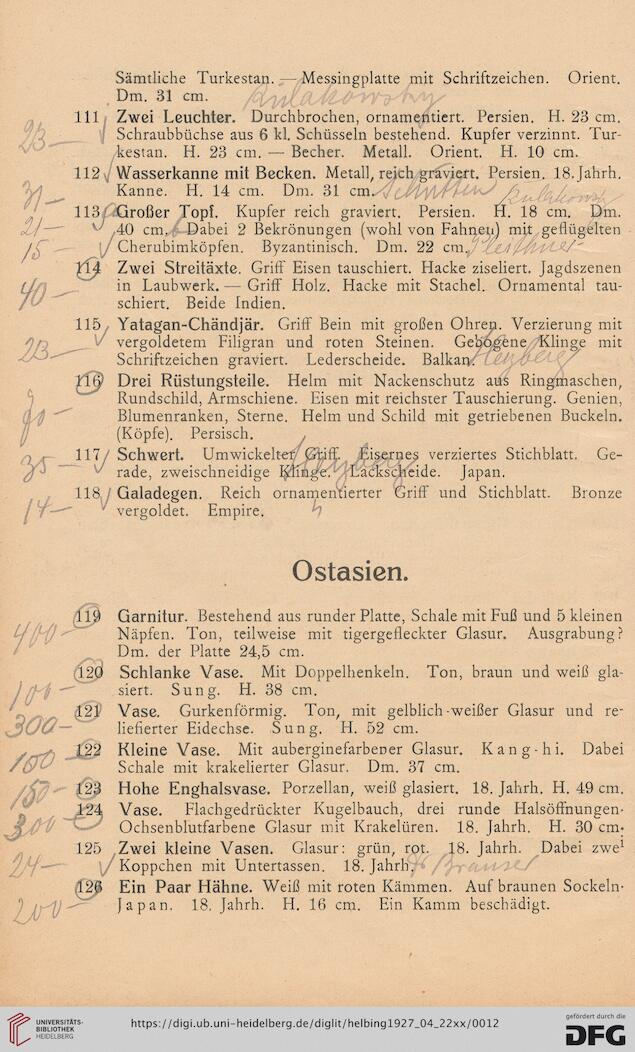 Sämtliche Turkestan. — Messingplatte mit Schriftzeichen. Orient.
Dm. 31 cm. Kulakowsky
23— 111 Zwei Leuchter. Durchbrochen, ornamentiert. Persien. H. 23 cm.
Schraubbüchse aus 6 kl. Schüsseln bestehend. Kupfer verzinnt. Tur-
kestan. H. 23 cm. — Becher. Metall. Orient. H. 10 cm.
31— 112 Wasserkanne mit Becken. Metall, reich graviert. Persien. 18. Jahrh.
Kanne. H. 14 cm. Dm. 31 cm. Kulakowsky
21— 113 a Großer Topf. Kupfer reich graviert. Persien. H. 18 cm. Dm.
40 cm. b Dabei 2 Bekrönungen (wohl von Fahnen) mit geflügelten
15— Cherubimköpfen. Byzantinisch. Dm. 22 cm.
40— 114 Zwei Streitäxte. Griff Eisen tauschiert. Hacke ziseliert. Jagdszenen
in Laubwerk. — Griff Holz. Hacke mit Stachel. Ornamental tau-
schiert. Beide Indien.
115 Yatagan-Chändjär. Griff Bein mit großen Ohren. Verzierung mit
23— vergoldetem Filigran und roten Steinen. Gebogene Klinge mit
Schriftzeichen graviert. Lederscheide. Balkan. Heyberg
116 Drei Rüstungsteile. Helm mit Nackenschutz aus Ringmaschen,
Rundschild, Armschiene. Eisen mit reichster Tauschierung. Genien,
Blumenranken, Sterne. Helm und Schild mit getriebenen Buckeln.
(Köpfe). Persisch.
35— 117 Schwert. Umwickelter Griff. Eisernes verziertes Stichblatt. Ge-
rade, zweischneidige Klinge. Lackscheide. Japan. Heyberg
14— 118 Galadegen. Reich ornamentierter Griff und Stichblatt. Bronze
vergoldet. Empire.
Ostasien.
400— 119 Garnitur. Bestehend aus runder Platte, Schale mit Fuß und 5 kleinen
Näpfen. Ton, teilweise mit tigergefleckter Glasur. Ausgrabung?
Dm. der Platte 24,5 cm.
100— 120 Schlanke Vase. Mit Doppelhenkeln. Ton, braun und weiß gla-
siert. Sung. H. 38 cm.
300— 121 Vase. Gurkenförmig. Ton, mit gelblich-weißer Glasur und re-
liefierter Eidechse. Sung. H. 52 cm.
100— 122 Kleine Vase. Mit auberginefarbener Glasur. Kang-hi. Dabei
Schale mit krakelierter Glasur. Dm. 37 cm.
150— 123 Hohe Enghalsvase. Porzellan, weiß glasiert. 18. Jahrh. H. 49 cm.
300— 124 Vase. Flachgedrückter Kugelbauch, drei runde Halsöffnungen.
Ochsenblutfarbene Glasur mit Krakelüren. 18. Jahrh. H. 30 cm.
24— 125 Zwei kleine Vasen. Glasur: grün, rot. 18. Jahrh. Dabei zwei
Koppchen mit Untertassen. 18. Jahrh. Brauser
200— 126 Ein Paar Hähne. Weiß mit roten Kämmen. Auf braunen Sockeln.
Japan. 18. Jahrh. H. 16 cm. Ein Kamm beschädigt.
UNIVERSITÄTS-
BIBLIOTHEK
HEIDELBERG
https://digi.ub.uni-heidelberg.de/diglit/helbing1927_04_22xx/0012
gefördert durch die
DFG